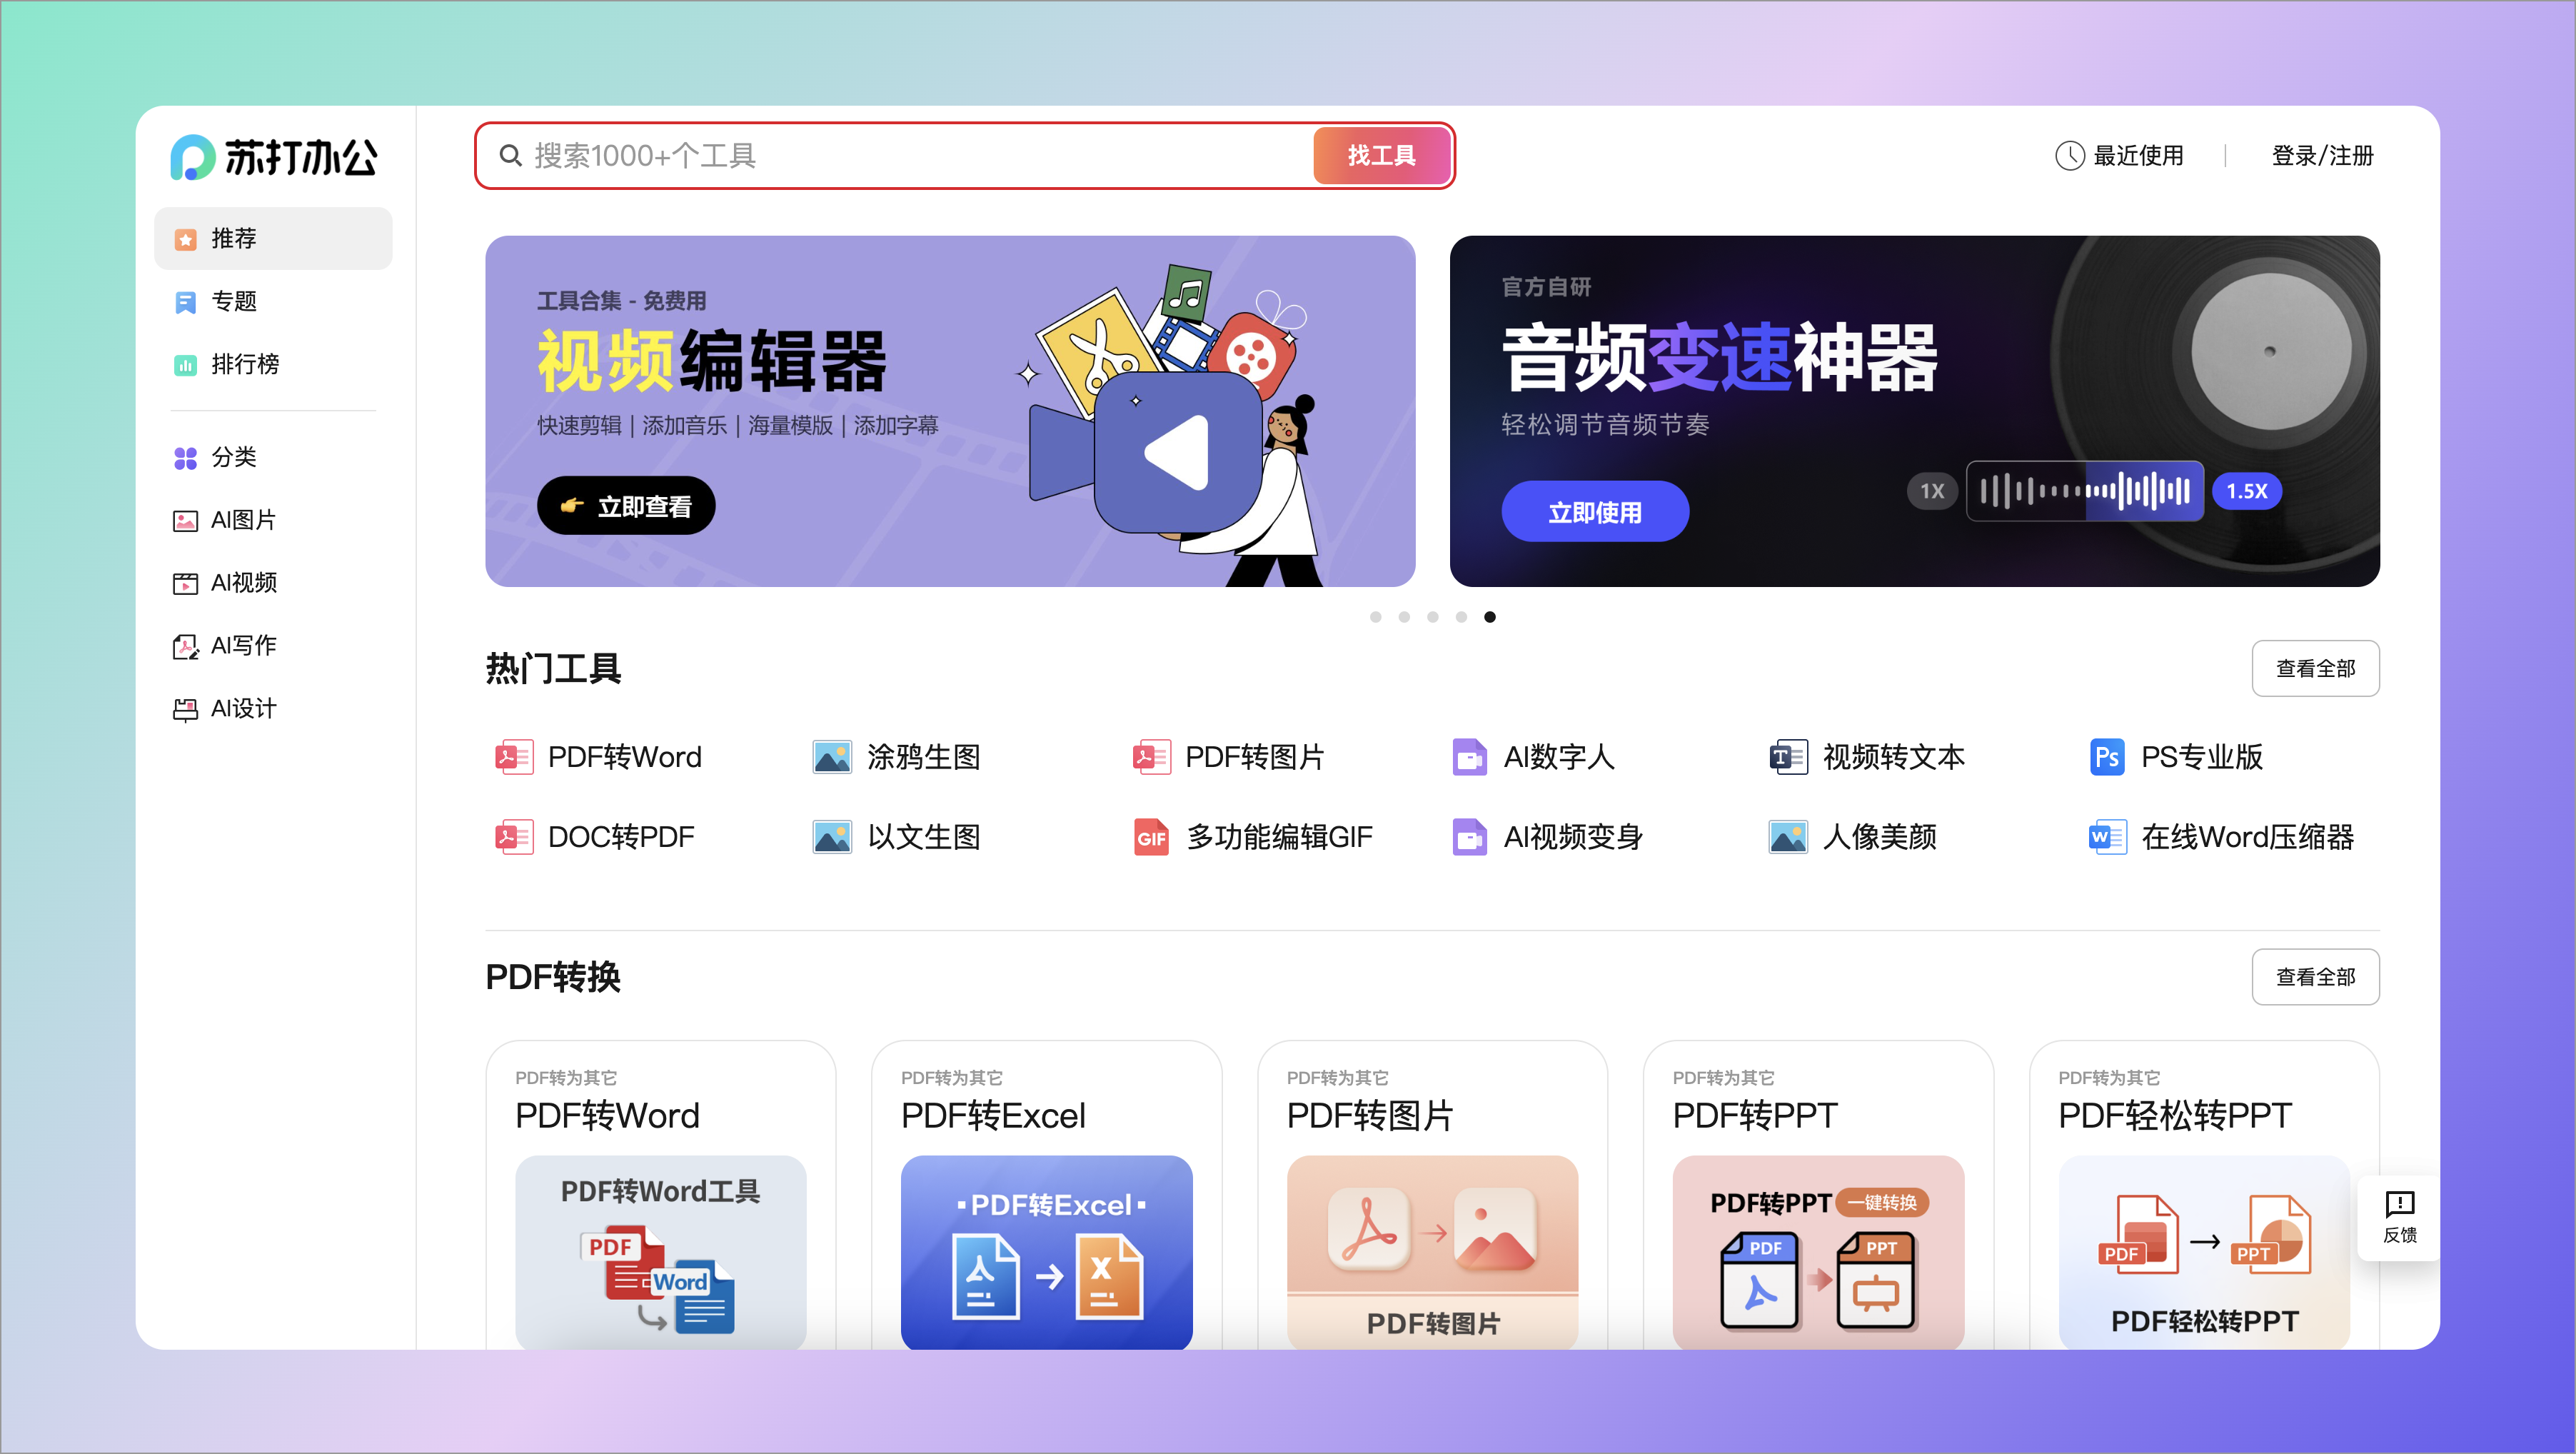 苏打办公
搜索1000+个工具
找工具
最近使用
登录/注册
推荐
专题
排行榜
分类
AI图片
AI视频
AI写作
AI设计
工具合集 - 免费用
视频编辑器
快速剪辑 | 添加音乐 | 海量模版 | 添加字幕
立即查看
官方自研
音频变速神器
轻松调节音频节奏
立即使用
1X
1.5X
热门工具
查看全部
PDF转Word
涂鸦生图
PDF转图片
AI数字人
视频转文本
Ps
PS专业版
DOC转PDF
以文生图
GIF
多功能编辑GIF
AI视频变身
人像美颜
W
在线Word压缩器
PDF转换
查看全部
PDF转为其它
PDF转Word
PDF转Word工具
PDF
Word
PDF转为其它
PDF转Excel
·PDF转Excel·
X
PDF转为其它
PDF转图片
PDF转图片
PDF转为其它
PDF转PPT
PDF转PPT 一键转换
PDF
PPT
PDF转为其它
PDF轻松转PPT
PDF
PPT
PDF轻松转PPT
反馈